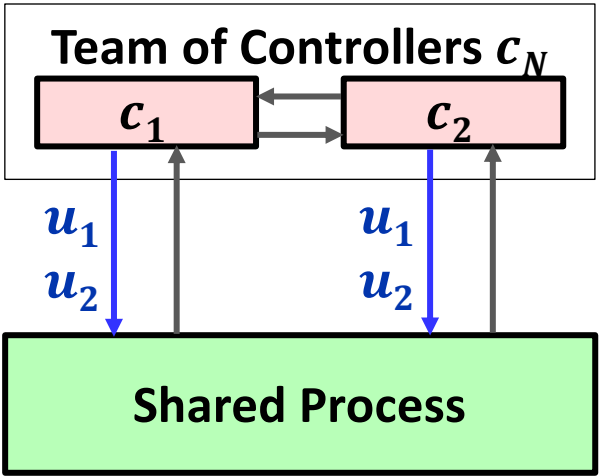 Team of Controllers c_N
c_1 c_2
u_1 u_1
u_2 u_2
Shared Process